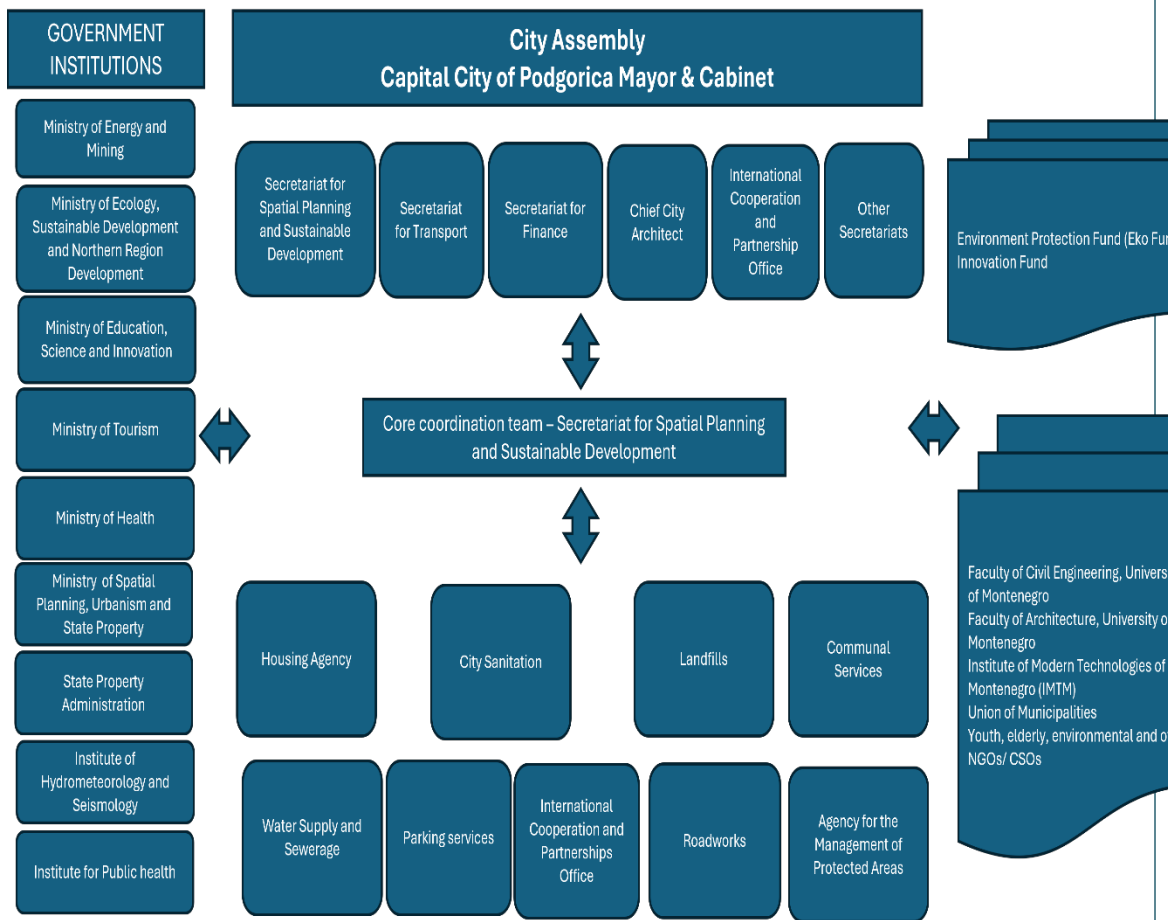 GOVERNMENT
INSTITUTIONS
Ministry of Energy and
Mining
Ministry of Ecology,
Sustainable Development
and Northern Region
Development
Ministry of Education,
Science and Innovation
Ministry of Tourism
Ministry of Health
Ministry of Spatial
Planning, Urbanism and
State Property
State Property
Administration
Institute of
Hydrometeorology and
Seismology
Institute for Public health
City Assembly
Capital City of Podgorica Mayor & Cabinet
Secretariat for
Spatial Planning
and Sustainable
Development
Secretariat
for Transport
Secretariat for
Finance
Chief City
Architect
International
Cooperation
and
Partnership
Office
Other
Secretariats
Core coordination team – Secretariat for Spatial Planning
and Sustainable Development
Housing Agency
City Sanitation
Landfills
Communal
Services
Water Supply and
Sewerage
Parking services
International
Cooperation and
Partnerships
Office
Roadworks
Agency for the
Management of
Protected Areas
Environment Protection Fund (Eko
Innovation Fund
Faculty of Civil Engineering,
of Montenegro
Faculty of Architecture, University
Montenegro
Institute of Modern Technologies of
Montenegro (IMTM)
Union of Municipalities
Youth, elderly, environmental and
NGOs/ CSOs